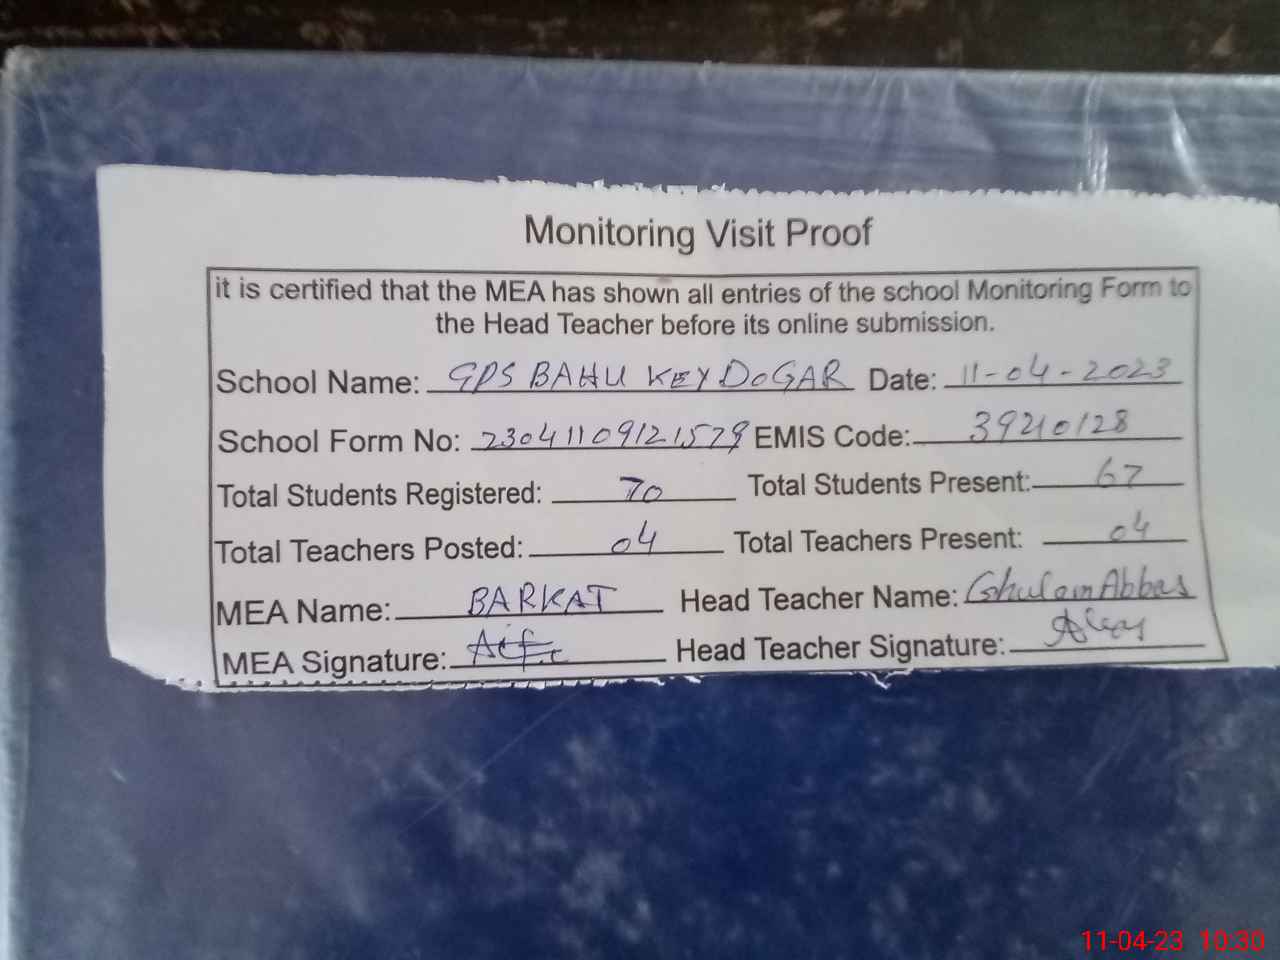 Monitoring Visit Proof
it is certified that the MEA has shown all entries of the school Monitoring Form to
the Head Teacher before its online submission.
School Name: GPS BAHU KEY DOGAR Date: 11-04-2023
School Form No: 23041109121579 EMIS Code: 39210128
Total Students Registered: 70 Total Students Present: 67
Total Teachers Posted: 04 Total Teachers Present: 04
MEA Name: BARKAT Head Teacher Name: Ghulam Abbas
MEA Signature: Head Teacher Signature:
11-04-23 10:30